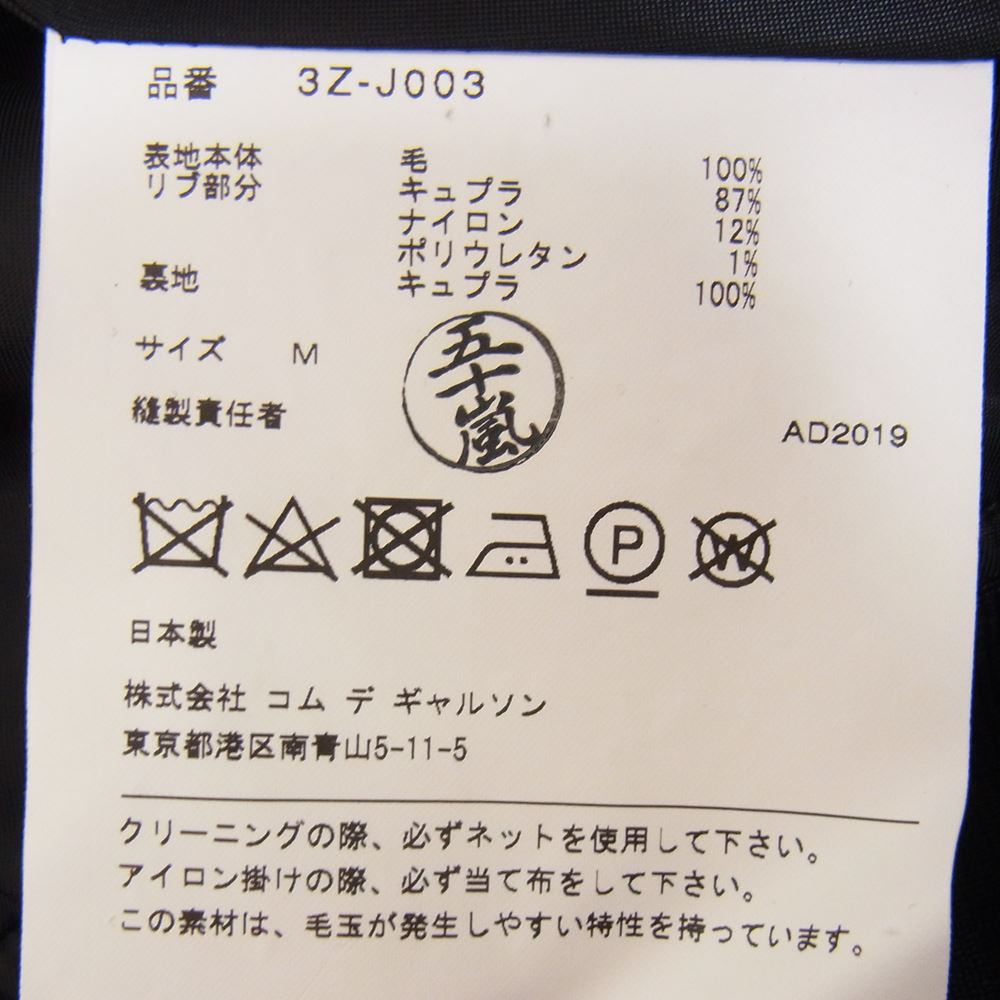 品番 3Z-J003
表地本体 毛 100%
リブ部分 キュプラ 87%
ナイロン 12%
ポリウレタン 1%
裏地 キュプラ 100%
サイズ M
五十嵐
縫製責任者
AD2019
P W
日本製
株式会社 コム デ ギャルソン
東京都港区南青山5-11-5
クリーニングの際、必ずネットを使用して下さい。
アイロン掛けの際、必ず当て布をして下さい。
この素材は、毛玉が発生しやすい特性を持っています。